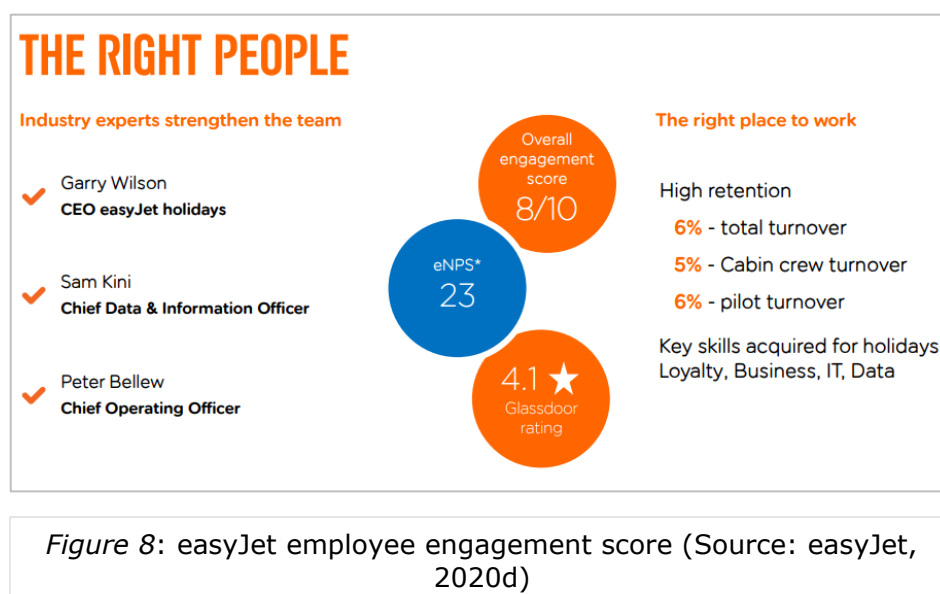 THE RIGHT PEOPLE
Industry experts strengthen the team
Garry Wilson
CEO easyJet holidays
Sam Kini
Chief Data & Information Officer
Peter Bellew
Chief Operating Officer
Overall
engagement
score
8/10
eNPS*
23
4.1 ★
Glassdoor
rating
The right place to work
High retention
6% - total turnover
5% - Cabin crew turnover
6% - pilot turnover
Key skills acquired for holidays
Loyalty, Business, IT, Data
Figure 8: easyJet employee engagement score (Source: easyJet,
2020d)